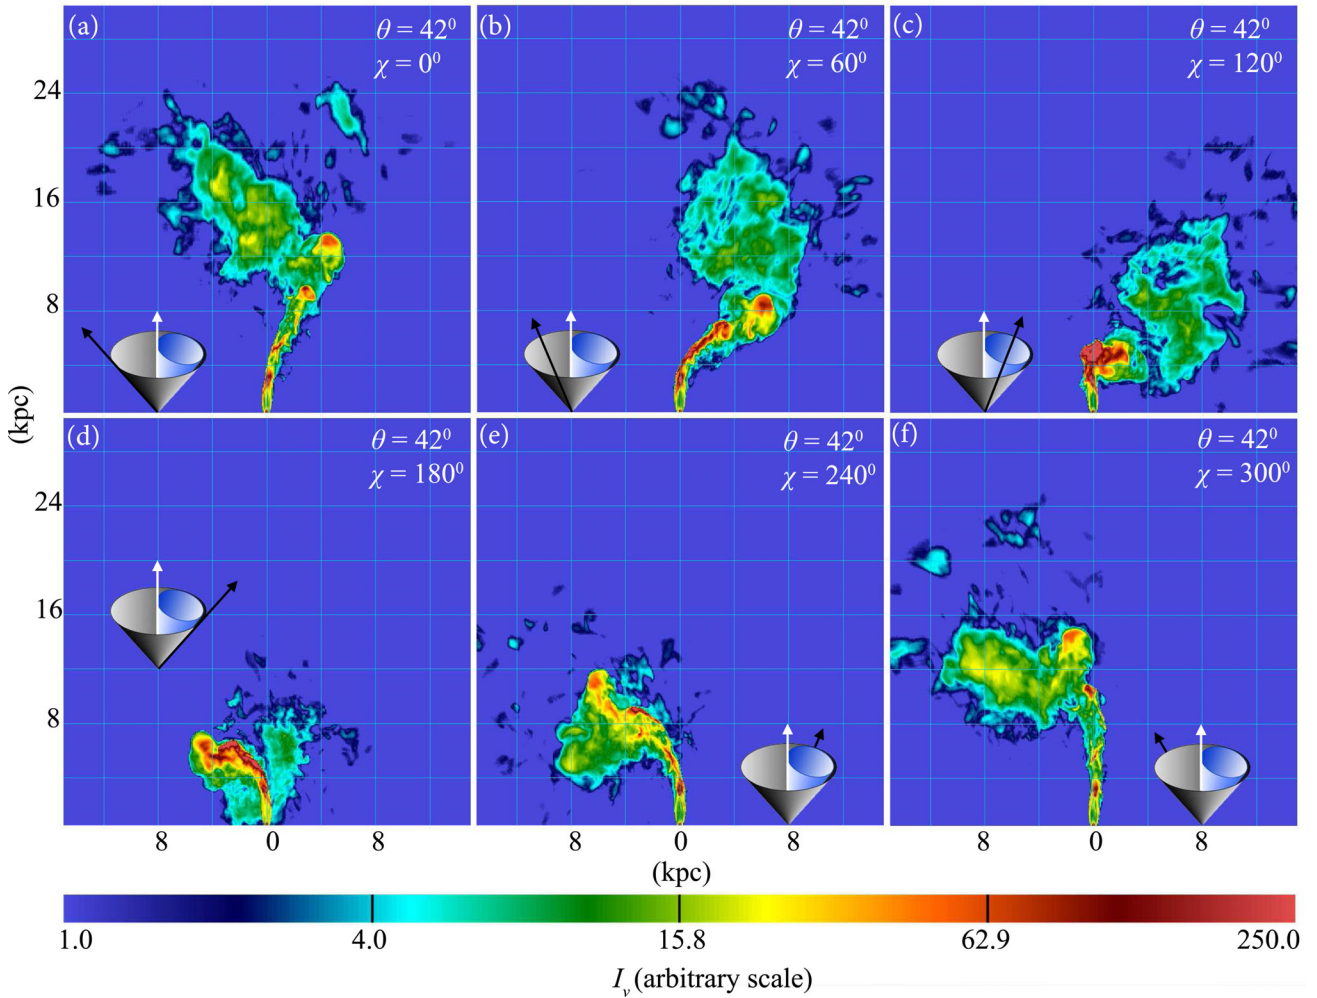 (a) θ = 42⁰
χ = 0⁰
(b) θ = 42⁰
χ = 60⁰
(c) θ = 42⁰
χ = 120⁰
24
16
8
(kpc)
(d) θ = 42⁰
χ = 180⁰
(e) θ = 42⁰
χ = 240⁰
(f) θ = 42⁰
χ = 300⁰
24
16
8
8 0 8 8 0 8 8 0 8
(kpc)
1.0 4.0 15.8 62.9 250.0
Iᵥ (arbitrary scale)